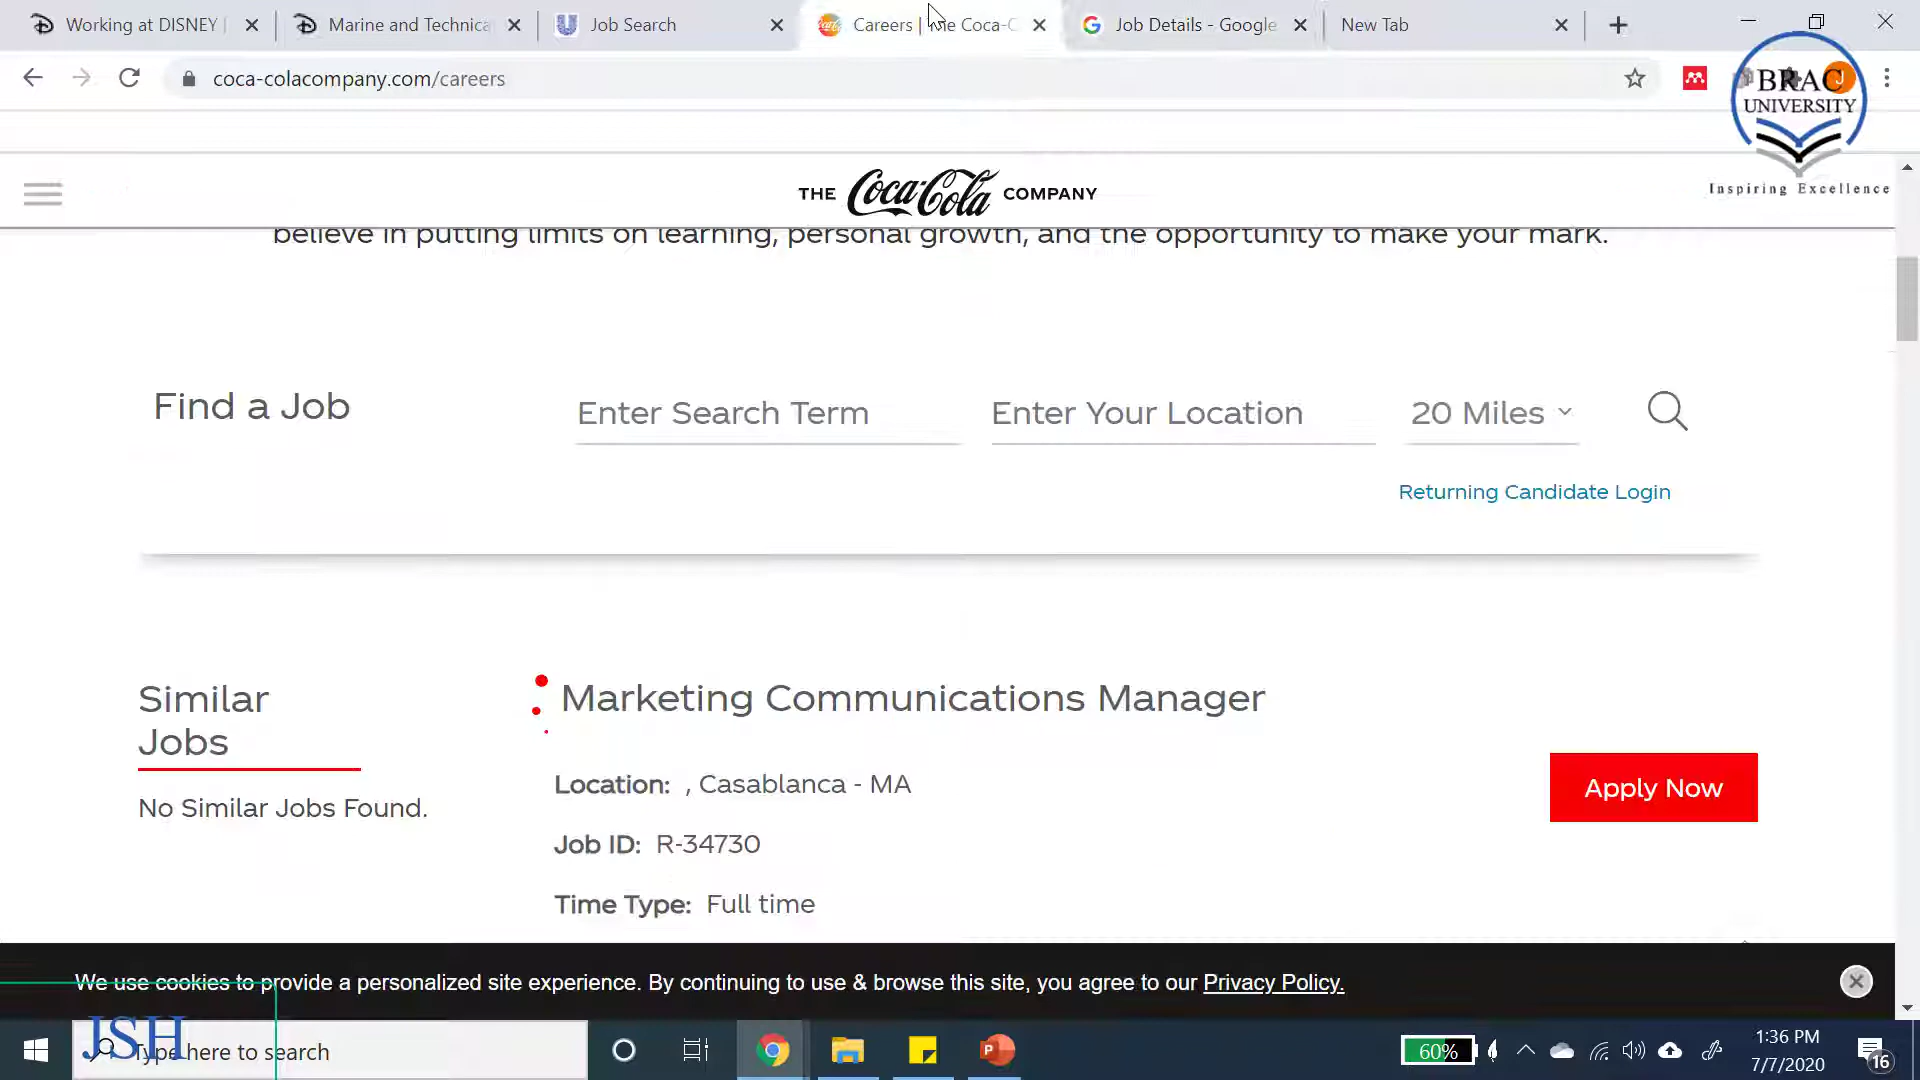 Working at DISNEY
Marine and Technica
Job Search
Careers | The Coca-C
Job Details - Google
New Tab
coca-colacompany.com/careers
BRAC
UNIVERSITY
Inspiring Excellence
THE Coca-Cola COMPANY
believe in putting limits on learning, personal growth, and the opportunity to make your mark.
Find a Job
Enter Search Term
Enter Your Location
20 Miles
Returning Candidate Login
Similar
Jobs
No Similar Jobs Found.
Marketing Communications Manager
Location: , Casablanca - MA
Job ID: R-34730
Time Type: Full time
Apply Now
We use cookies to provide a personalized site experience. By continuing to use & browse this site, you agree to our Privacy Policy.
JSH
Type here to search
60%
1:36 PM
7/7/2020
16